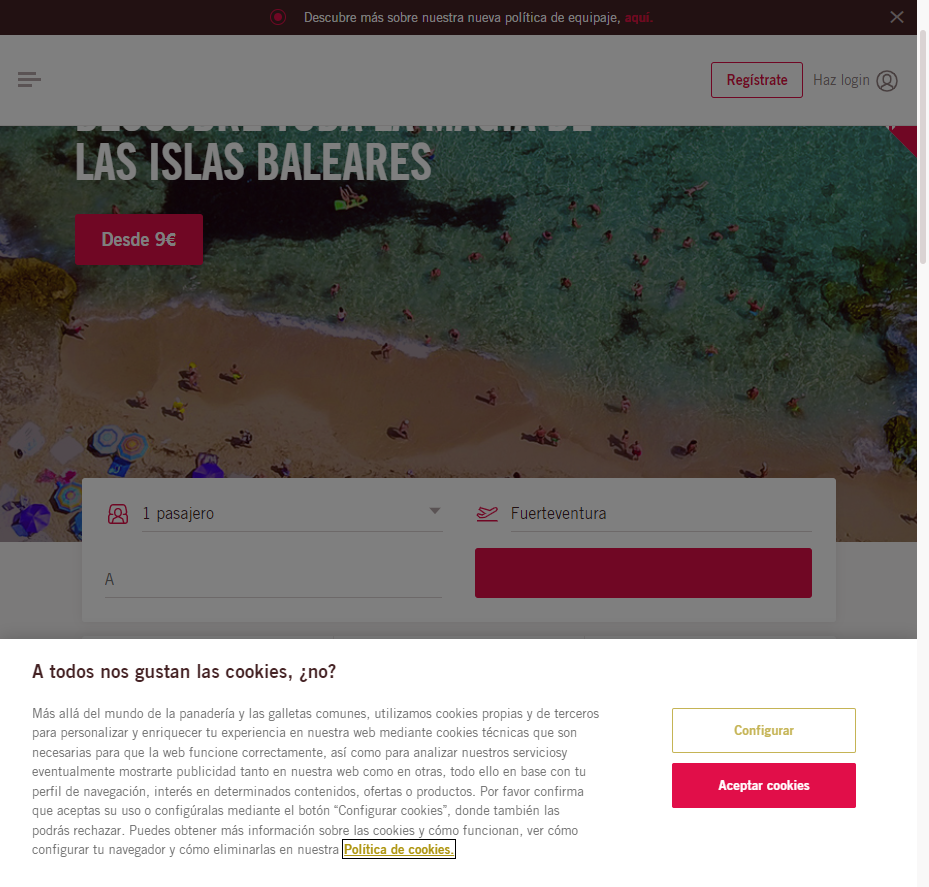 Descubre más sobre nuestra nueva política de equipaje, aquí.
Regístrate
Haz login
DESCUBRE TODA LA MAGIA DE
LAS ISLAS BALEARES
Desde 9€
1 pasajero
Fuerteventura
A
A todos nos gustan las cookies, ¿no?
Más allá del mundo de la panadería y las galletas comunes, utilizamos cookies propias y de terceros
para personalizar y enriquecer tu experiencia en nuestra web mediante cookies técnicas que son
necesarias para que la web funcione correctamente, así como para analizar nuestros serviciosy
eventualmente mostrarte publicidad tanto en nuestra web como en otras, todo ello en base con tu
perfil de navegación, interés en determinados contenidos, ofertas o productos. Por favor confirma
que aceptas su uso o configúralas mediante el botón “Configurar cookies”, donde también las
podrás rechazar. Puedes obtener más información sobre las cookies y cómo funcionan, ver cómo
configurar tu navegador y cómo eliminarlas en nuestra Política de cookies.
Configurar
Aceptar cookies